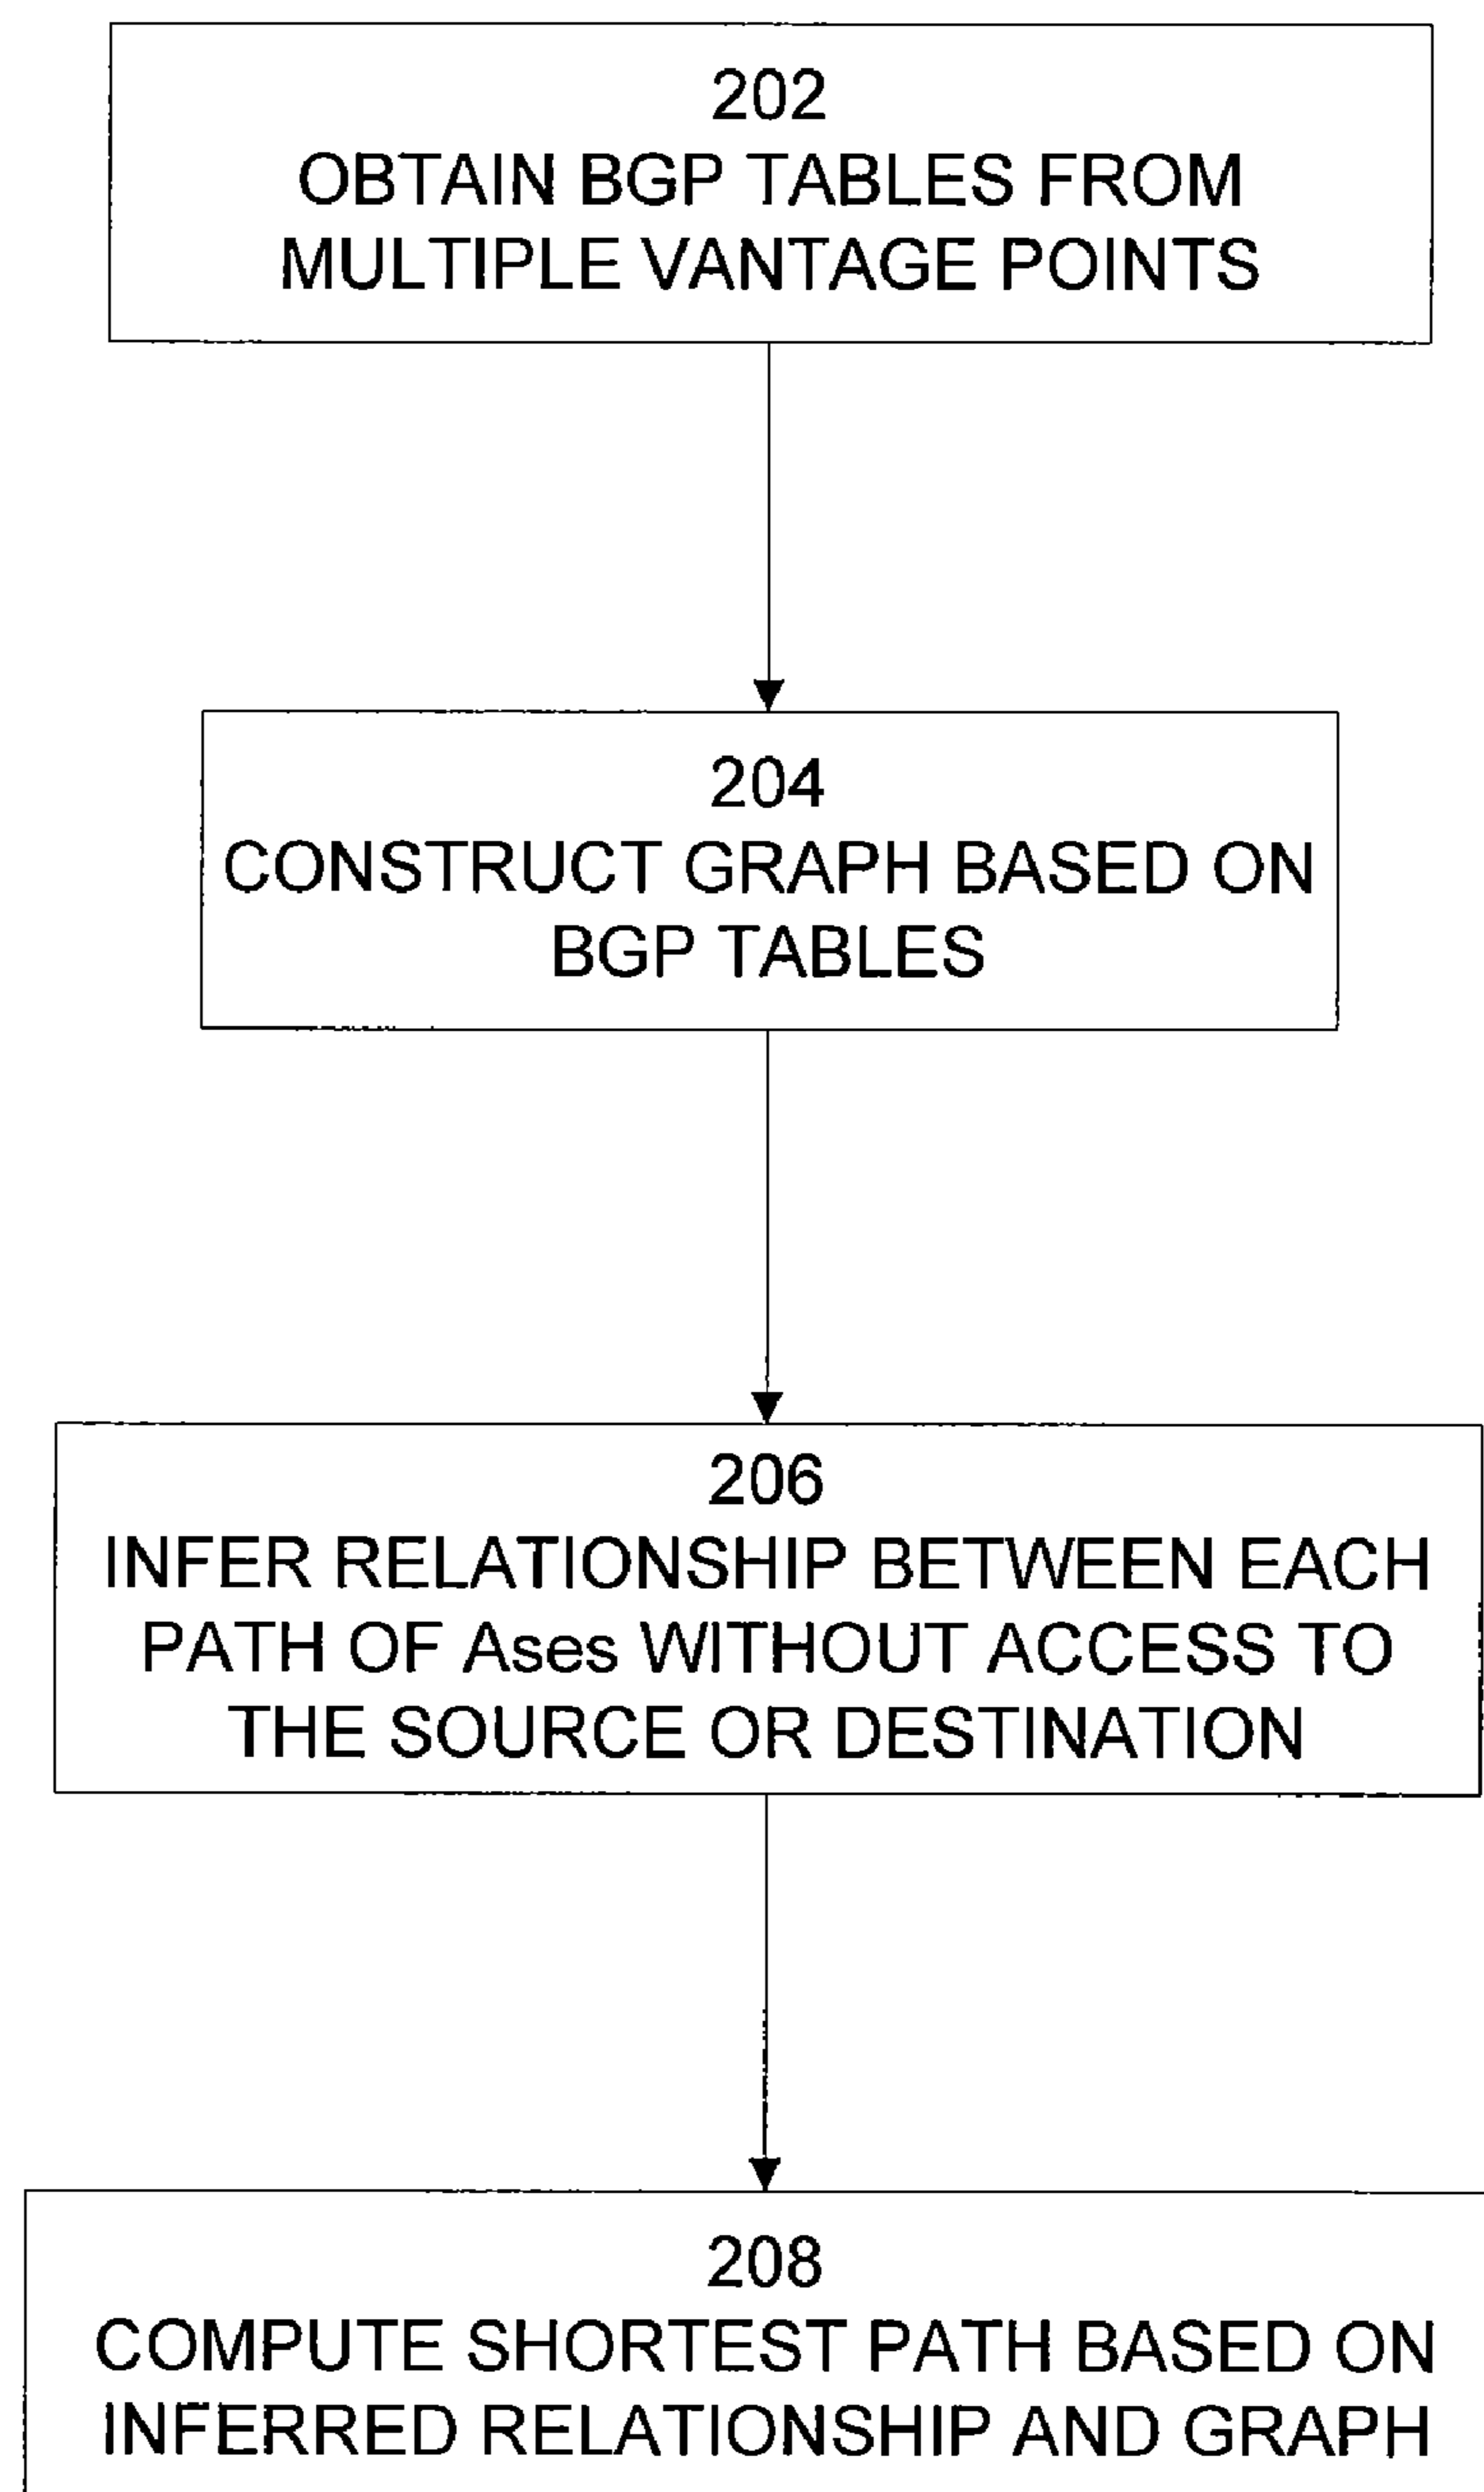 202
OBTAIN BGP TABLES FROM
MULTIPLE VANTAGE POINTS
204
CONSTRUCT GRAPH BASED ON
BGP TABLES
206
INFER RELATIONSHIP BETWEEN EACH
PATH OF Ases WITHOUT ACCESS TO
THE SOURCE OR DESTINATION
208
COMPUTE SHORTEST PATH BASED ON
INFERRED RELATIONSHIP AND GRAPH